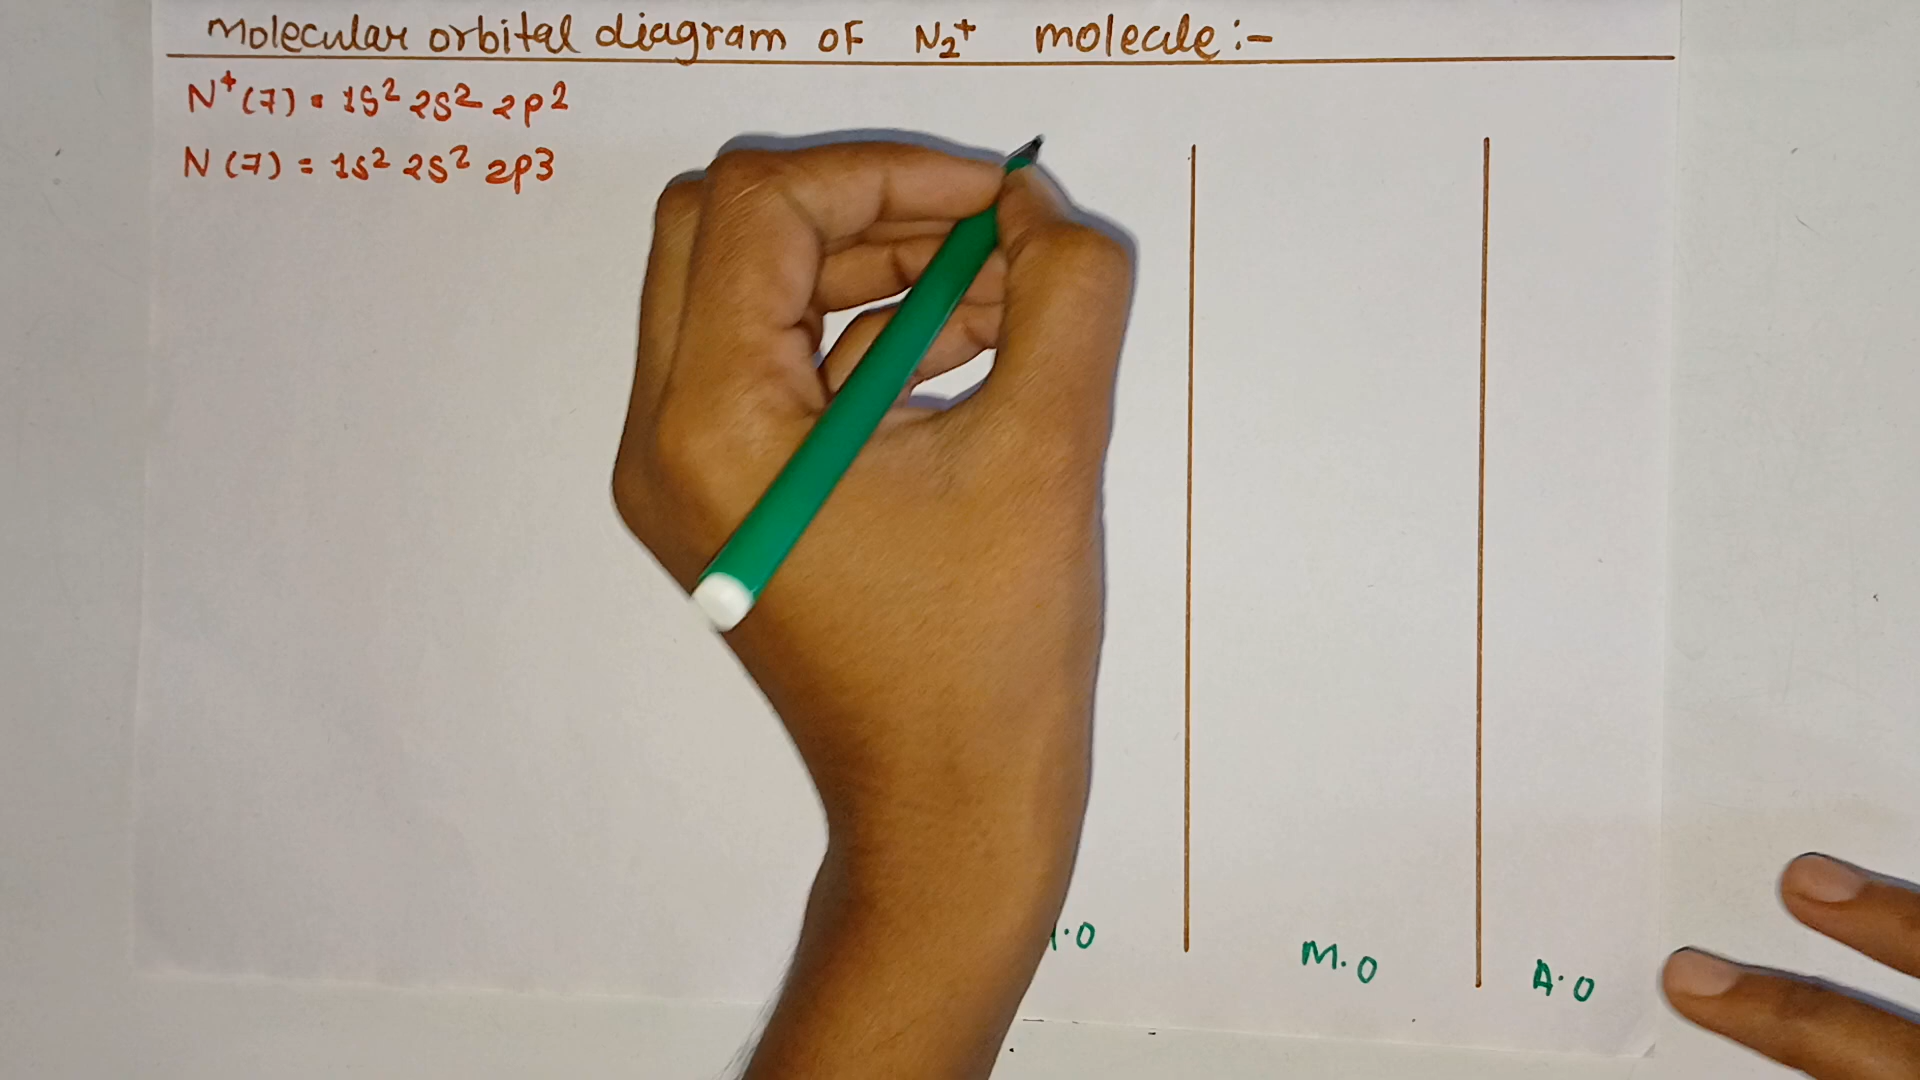 Molecular orbital diagram of N₂⁺ molecule:-
N⁺(7) = 1s² 2s² 2p2
N(7) = 1s² 2s² 2p3
·O
M·O
A·O